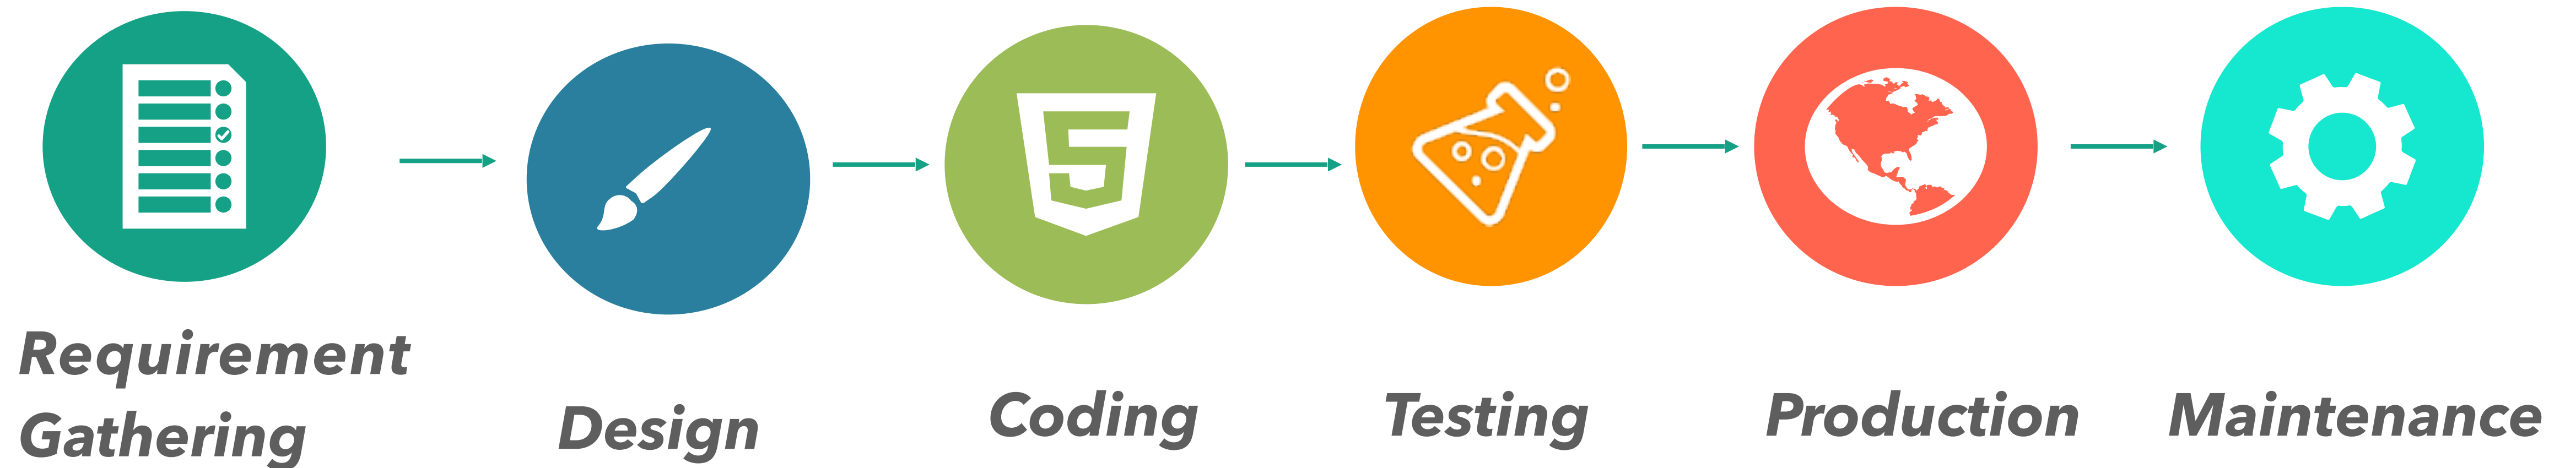 Requirement
Gathering
Design
Coding
Testing
Production
Maintenance